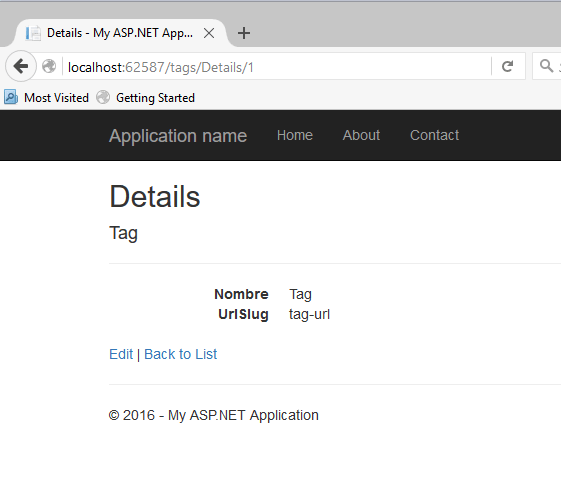 Details - My ASP.NET App...
localhost:62587/tags/Details/1
Most Visited Getting Started
Application name Home About Contact
Details
Tag
Nombre Tag
UrlSlug tag-url
Edit | Back to List
© 2016 - My ASP.NET Application